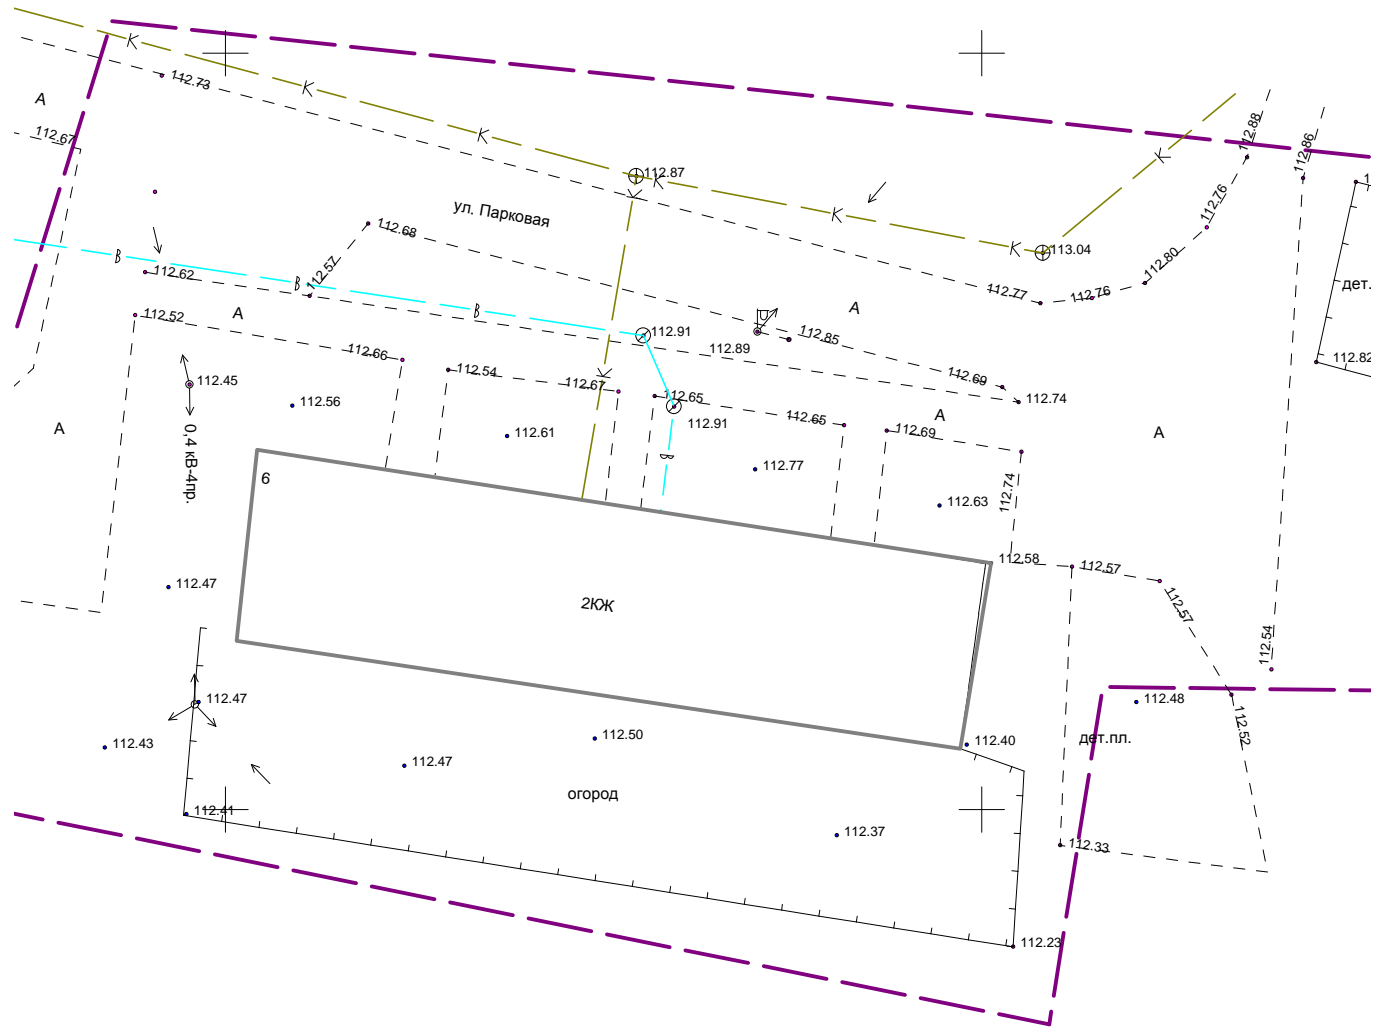 К
К
К
К
К
К
К
К
К
К
112.73
А
112.67
112.88
112.86
112.87
112.76
ул. Парковая
112.68
113.04
В
112.62
112.57
В
В
112.80
112.77
112.76
дет.
112.52
А
А
112.91
112.85
112.89
112.82
112.66
112.54
112.67
112.65
112.69
112.74
112.45
112.56
112.65
А
112.91
В
112.69
А
А
112.61
0,4 кВ-4пр.
6
112.77
112.74
112.63
112.58
112.57
112.47
2КЖ
112.57
112.54
112.47
112.48
112.43
112.50
112.40
112.52
дет.пл.
112.47
огород
112.41
112.37
112.33
112.23